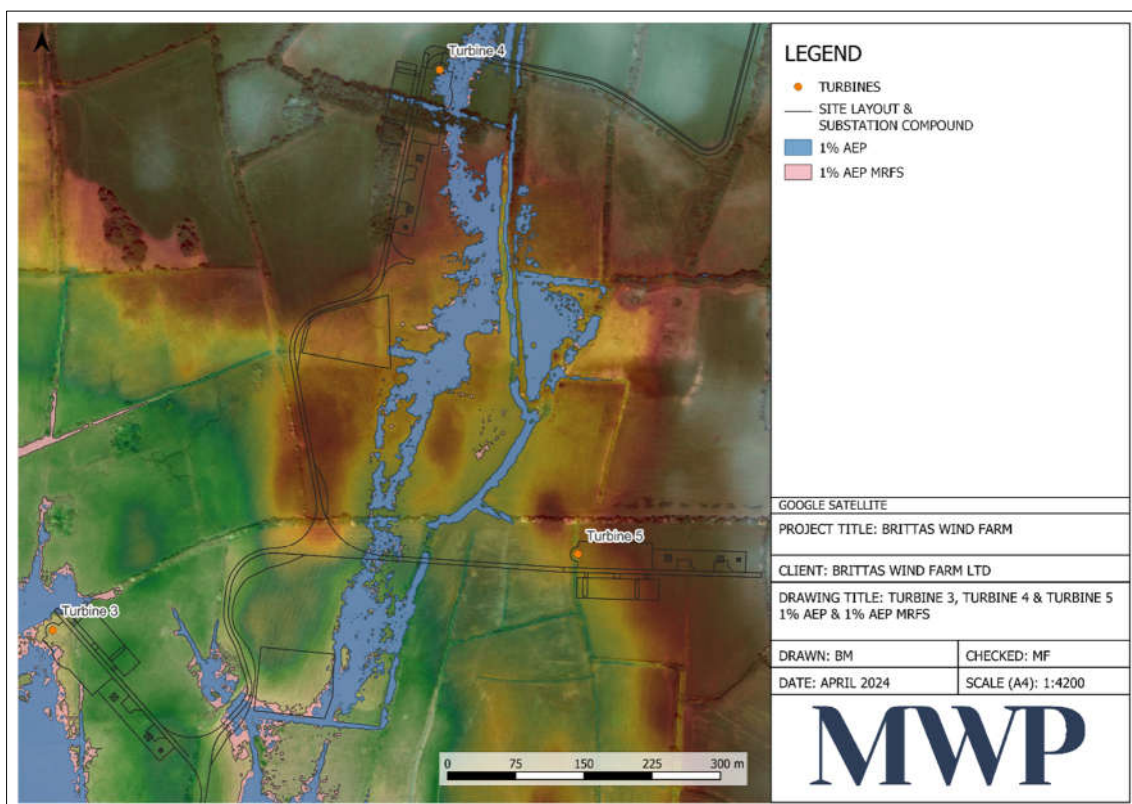 Turbine 4
Turbine 5
Turbine 3
0 75 150 225 300 m
LEGEND
TURBINES
SITE LAYOUT &
SUBSTATION COMPOUND
1% AEP
1% AEP MRFS
GOOGLE SATELLITE
PROJECT TITLE: BRITTAS WIND FARM
CLIENT: BRITTAS WIND FARM LTD
DRAWING TITLE: TURBINE 3, TURBINE 4 & TURBINE 5
1% AEP & 1% AEP MRFS
DRAWN: BM
CHECKED: MF
DATE: APRIL 2024
SCALE (A4): 1:4200
MWP